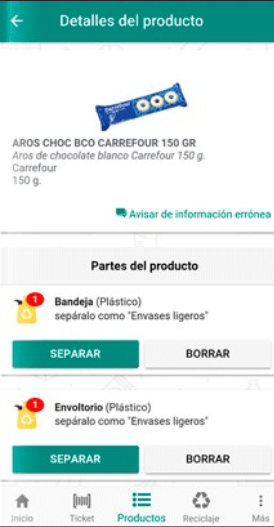 Detalles del producto
Carrefour
AROS CHOC BCO CARREFOUR 150 GR
Aros de chocolate blanco Carrefour 150 g.
Carrefour
150 g.
Avisar de información errónea
Partes del producto
1
Bandeja (Plástico)
sepáralo como "Envases ligeros"
SEPARAR
BORRAR
1
Envoltorio (Plástico)
sepáralo como "Envases ligeros"
SEPARAR
BORRAR
Inicio
Ticket
Productos
Reciclaje
Más